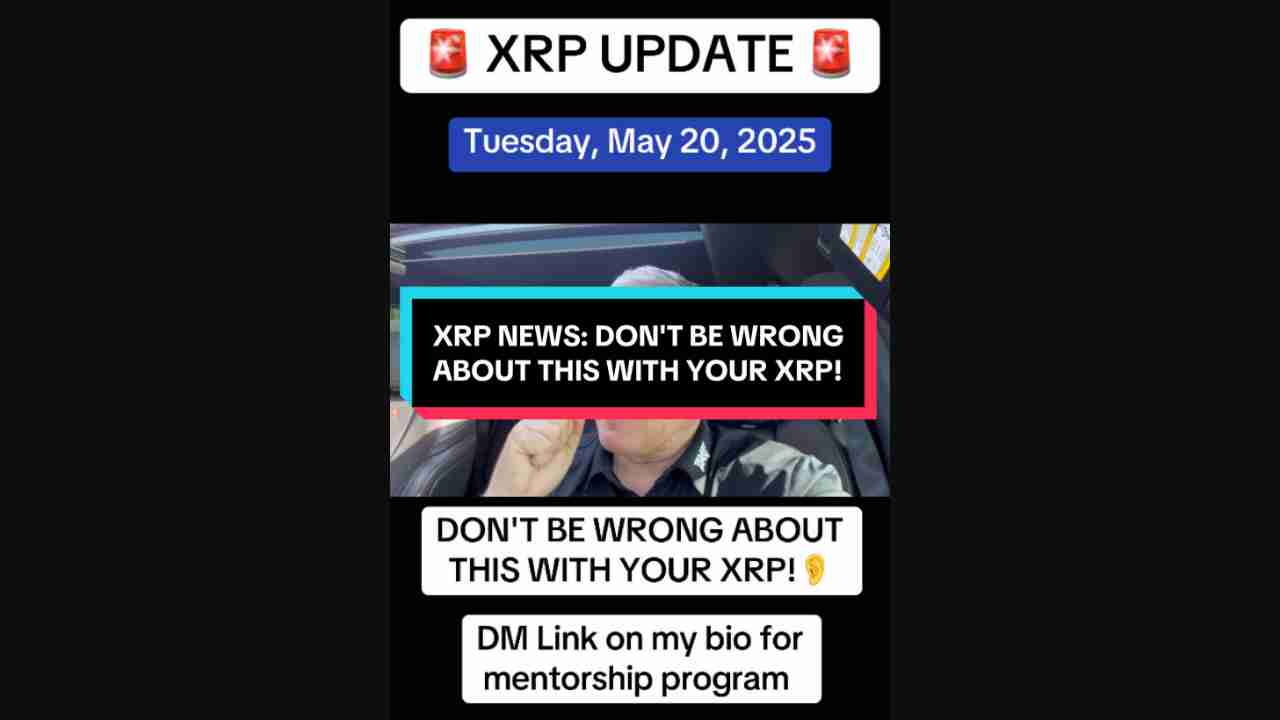 🚨 XRP UPDATE 🚨
Tuesday, May 20, 2025
XRP NEWS: DON'T BE WRONG
ABOUT THIS WITH YOUR XRP!
DON'T BE WRONG ABOUT
THIS WITH YOUR XRP!👂
DM Link on my bio for
mentorship program